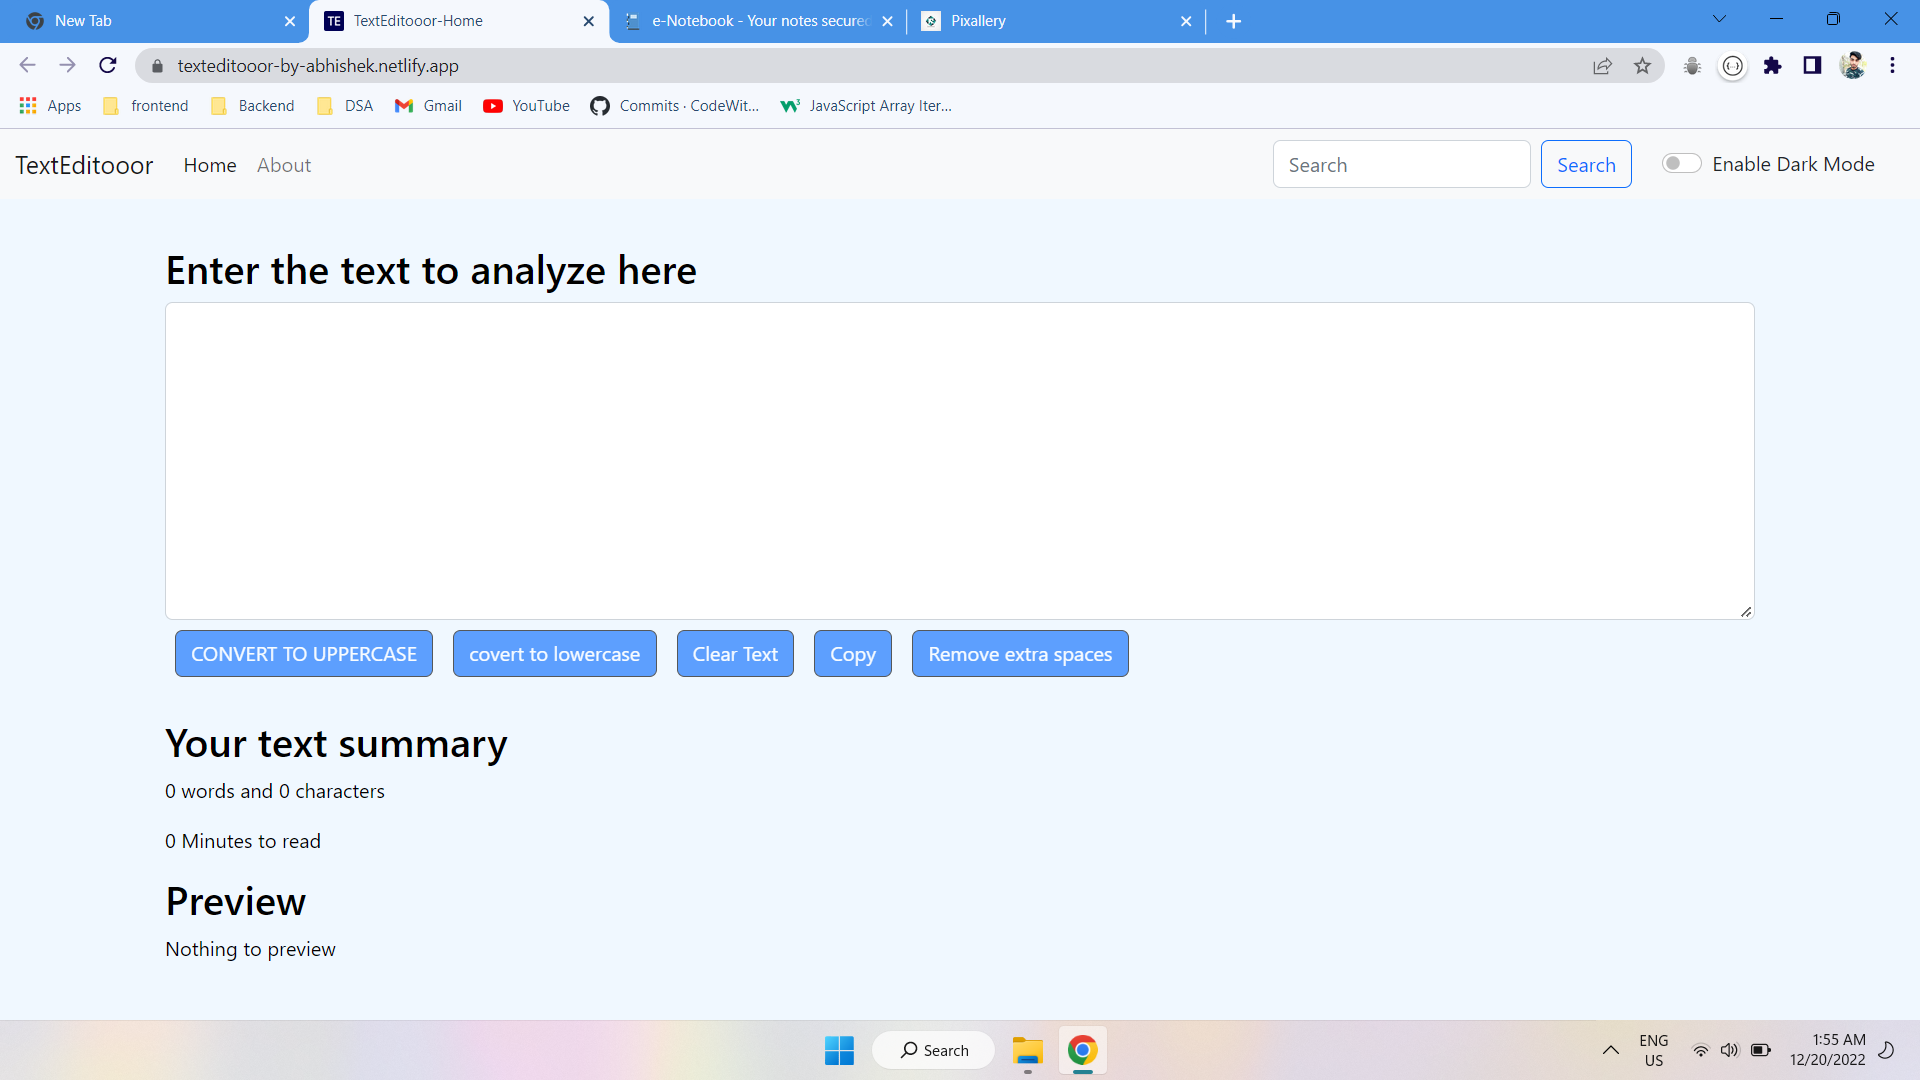 New Tab
TextEditooor-Home
e-Notebook - Your notes secured
Pixallery
texteditooor-by-abhishek.netlify.app
Apps
frontend
Backend
DSA
Gmail
YouTube
Commits · CodeWit...
JavaScript Array Iter...
TextEditooor
Home
About
Search
Search
Enable Dark Mode
Enter the text to analyze here
CONVERT TO UPPERCASE
covert to lowercase
Clear Text
Copy
Remove extra spaces
Your text summary
0 words and 0 characters
0 Minutes to read
Preview
Nothing to preview
Search
ENG
US
1:55 AM
12/20/2022